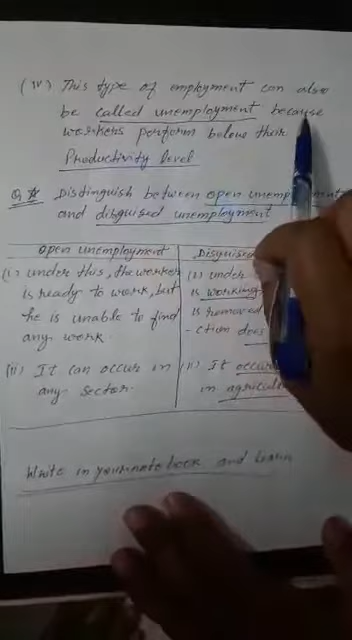 (iv) This type of employment can also
be called unemployment because
workers perform below their
Productivity level
Q Distinguish between open unemployment
and disguised unemployment
open unemployment
(i) under this, the worker
is ready to work, but
he is unable to find
any work.
(ii) It can occur in
any sector.
Disguised
(i) under
is working
is removed
-ction does
(ii) It occurs
in agricul
Write in your note book and learn